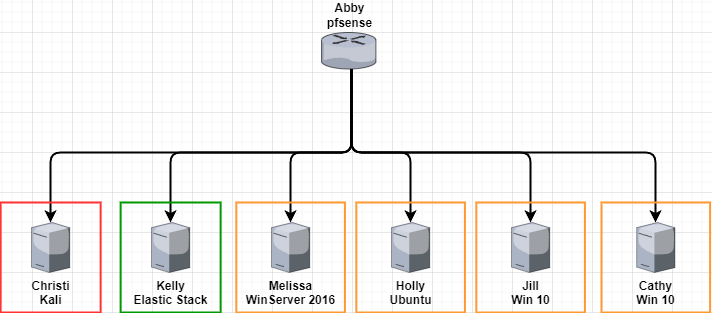 Abby
pfsense
Christi
Kali
Kelly
Elastic Stack
Melissa
WinServer 2016
Holly
Ubuntu
Jill
Win 10
Cathy
Win 10